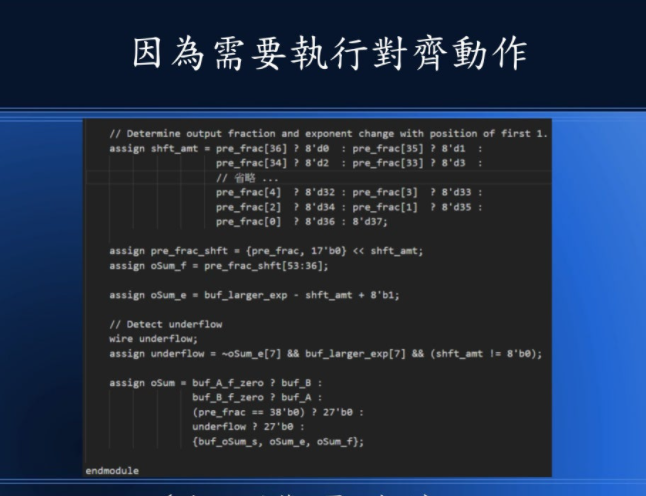 因為需要執行對齊動作
// Determine output fraction and exponent change with position of first 1.
assign shft_amt = pre_frac[36] ? 8'd0 : pre_frac[35] ? 8'd1 :
pre_frac[34] ? 8'd2 : pre_frac[33] ? 8'd3 :
// 省略 ...
pre_frac[4] ? 8'd32 : pre_frac[3] ? 8'd33 :
pre_frac[2] ? 8'd34 : pre_frac[1] ? 8'd35 :
pre_frac[0] ? 8'd36 : 8'd37;
assign pre_frac_shft = {pre_frac, 17'b0} << shft_amt;
assign oSum_f = pre_frac_shft[53:36];
assign oSum_e = buf_larger_exp - shft_amt + 8'b1;
// Detect underflow
wire underflow;
assign underflow = ~oSum_e[7] && buf_larger_exp[7] && (shft_amt != 8'b0);
assign oSum = buf_A_f_zero ? buf_B :
buf_B_f_zero ? buf_A :
(pre_frac == 38'b0) ? 27'b0 :
underflow ? 27'b0 :
{buf_oSum_s, oSum_e, oSum_f};
endmodule